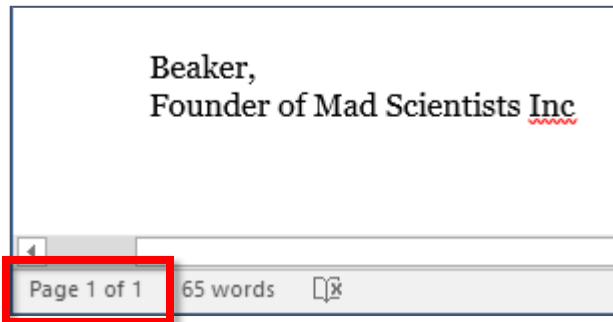 Beaker,
Founder of Mad Scientists Inc
Page 1 of 1 65 words